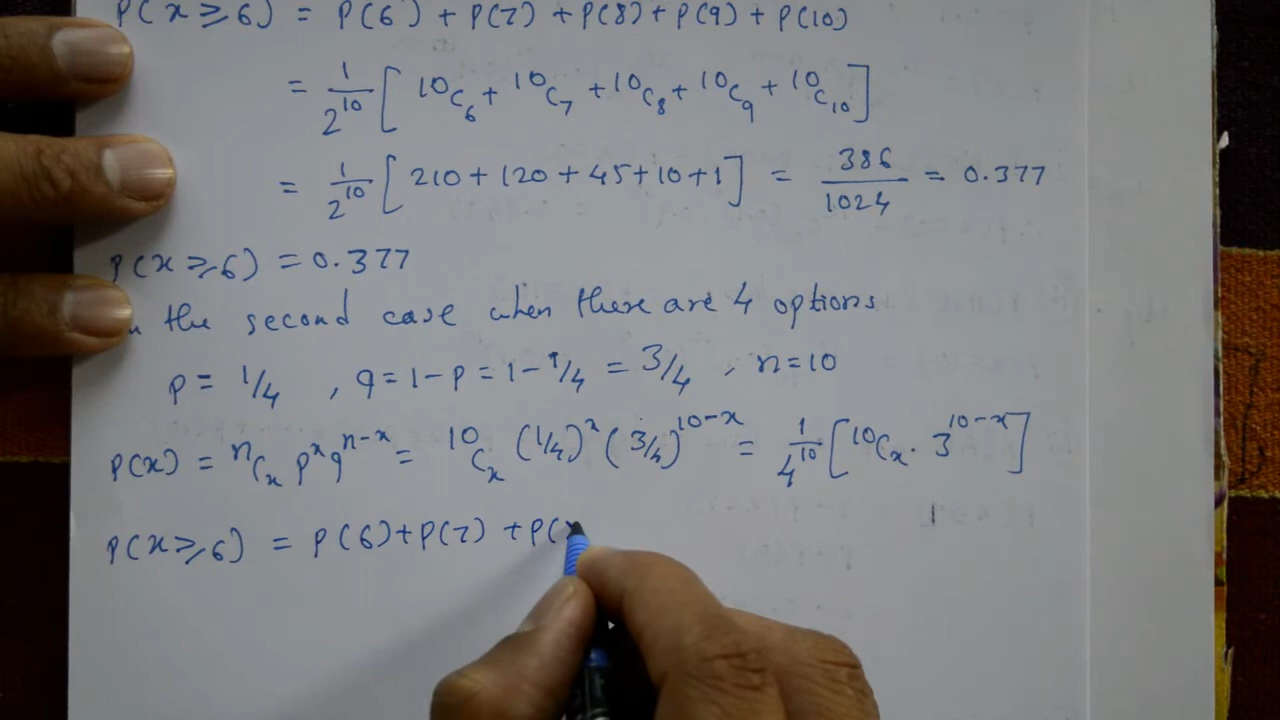 P(x ≥ 6) = P(6) + P(7) + P(8) + P(9) + P(10)
= 1/2^10 [ 10C6 + 10C7 + 10C8 + 10C9 + 10C10 ]
= 1/2^10 [ 210 + 120 + 45 + 10 + 1 ] = 386/1024 = 0.377
P(x ≥ 6) = 0.377
the second case when there are 4 options
p = 1/4 , q = 1 - p = 1 - 1/4 = 3/4 , n = 10
P(x) = nCx p^x q^n-x = 10Cx (1/4)^x (3/4)^10-x = 1/4^10 [ 10Cx . 3^10-x ]
P(x ≥ 6) = P(6) + P(7) + P(